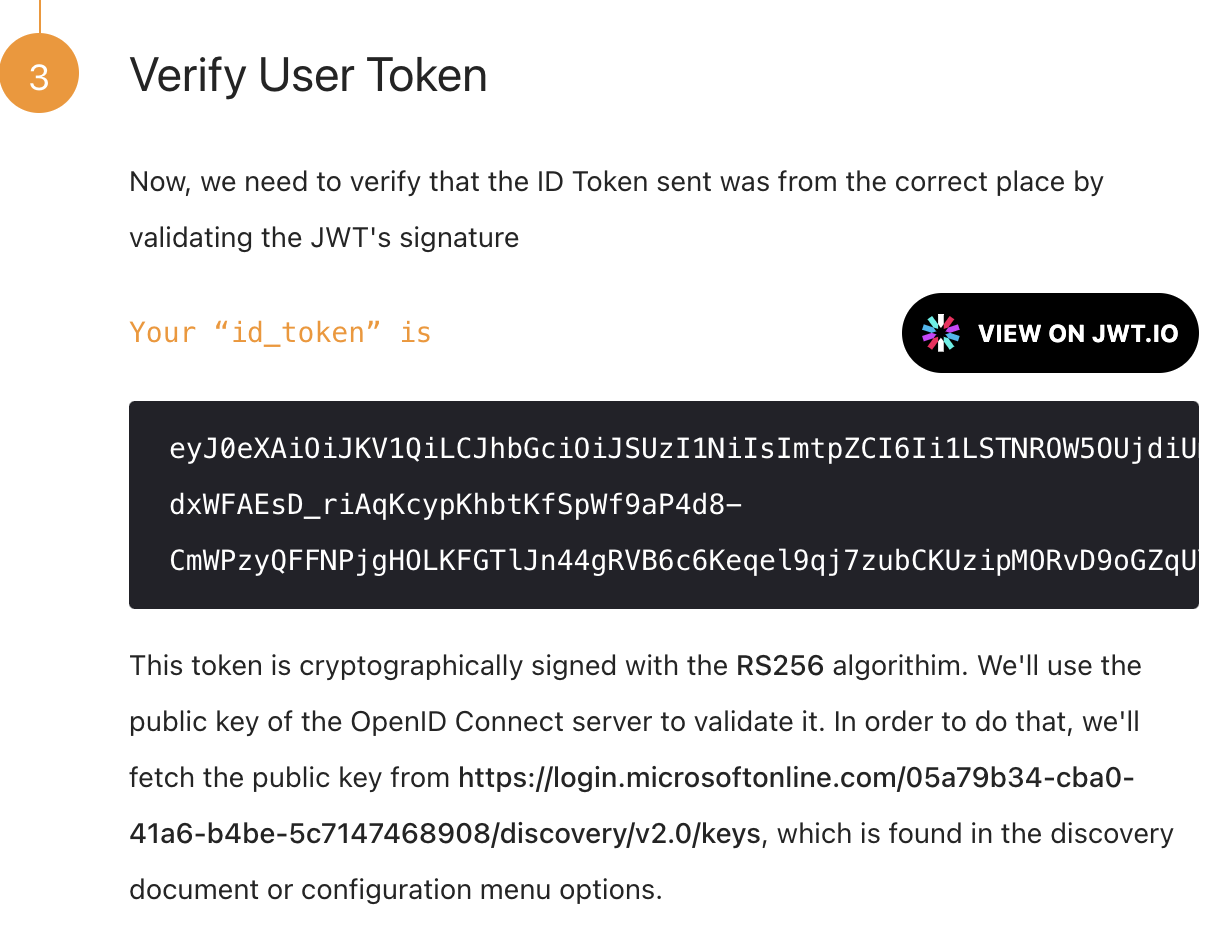 3
Verify User Token
Now, we need to verify that the ID Token sent was from the correct place by
validating the JWT's signature
Your “id_token” is
VIEW ON JWT.IO
eyJ0eXAiOiJKV1QiLCJhbGciOiJSUzI1NiIsImtpZCI6Ii1LSTNROW5OUjdiU
dxWFAEsD_riAqKcypKhbtKfSpWf9aP4d8-
CmWPzyQFFNPjgHOLKFGTlJn44gRVB6c6Keqel9qj7zubCKUzipMORvD9oGZqU
This token is cryptographically signed with the RS256 algorithim. We'll use the
public key of the OpenID Connect server to validate it. In order to do that, we'll
fetch the public key from https://login.microsoftonline.com/05a79b34-cba0-
41a6-b4be-5c7147468908/discovery/v2.0/keys, which is found in the discovery
document or configuration menu options.